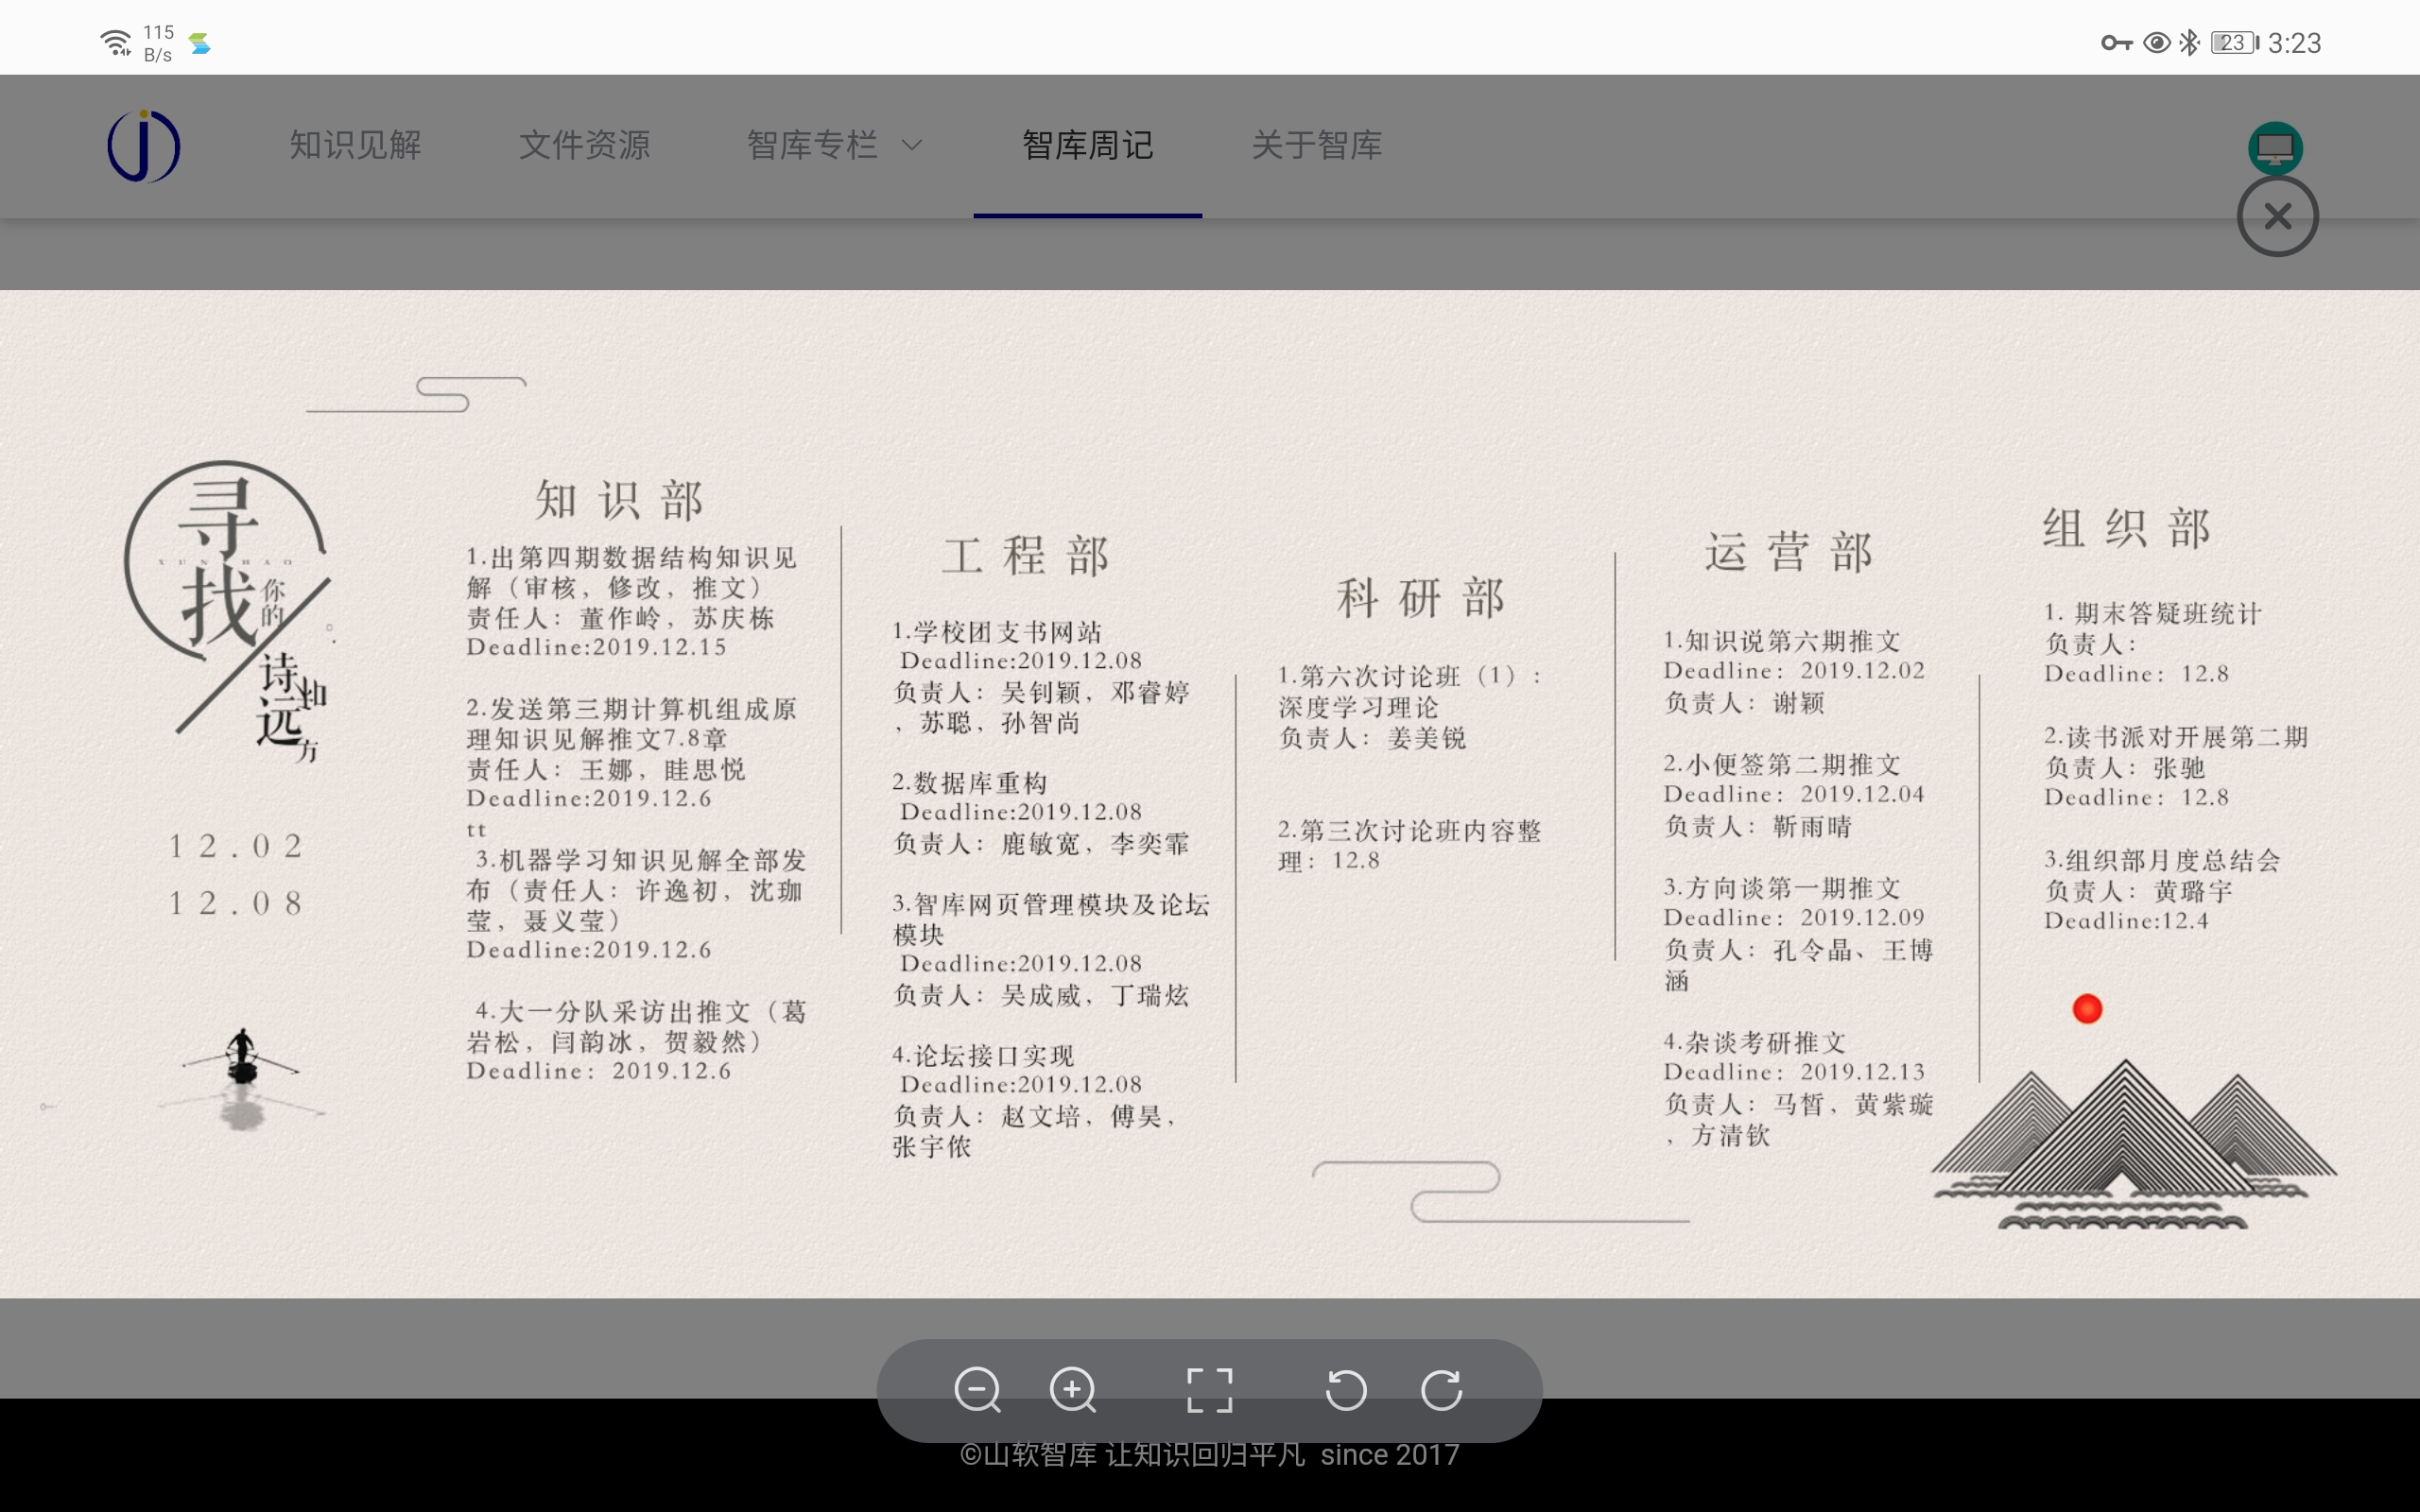 115
B/s
23
3:23
知识见解
文件资源
智库专栏
智库周记
关于智库
寻
XUNZHAO
找
你的
诗和
远方
12.02
12.08
知识部
1.出第四期数据结构知识见
解（审核，修改，推文）
责任人：董作岭，苏庆栋
Deadline:2019.12.15
2.发送第三期计算机组成原
理知识见解推文7.8章
责任人：王娜，眭思悦
Deadline:2019.12.6
tt
3.机器学习知识见解全部发
布（责任人：许逸初，沈珈
莹，聂义莹）
Deadline:2019.12.6
4.大一分队采访出推文（葛
岩松，闫韵冰，贺毅然）
Deadline：2019.12.6
工程部
1.学校团支书网站
Deadline:2019.12.08
负责人：吴钊颖，邓睿婷
，苏聪，孙智尚
2.数据库重构
Deadline:2019.12.08
负责人：鹿敏宽，李奕霏
3.智库网页管理模块及论坛
模块
Deadline:2019.12.08
负责人：吴成威，丁瑞炫
4.论坛接口实现
Deadline:2019.12.08
负责人：赵文培，傅昊，
张宇侬
科研部
1.第六次讨论班（1）：
深度学习理论
负责人：姜美锐
2.第三次讨论班内容整
理：12.8
运营部
1.知识说第六期推文
Deadline：2019.12.02
负责人：谢颖
2.小便签第二期推文
Deadline：2019.12.04
负责人：靳雨晴
3.方向谈第一期推文
Deadline：2019.12.09
负责人：孔令晶、王博
涵
4.杂谈考研推文
Deadline：2019.12.13
负责人：马皙，黄紫璇
，方清钦
组织部
1. 期末答疑班统计
负责人：
Deadline：12.8
2.读书派对开展第二期
负责人：张驰
Deadline：12.8
3.组织部月度总结会
负责人：黄璐宇
Deadline:12.4
©山软智库 让知识回归平凡 since 2017